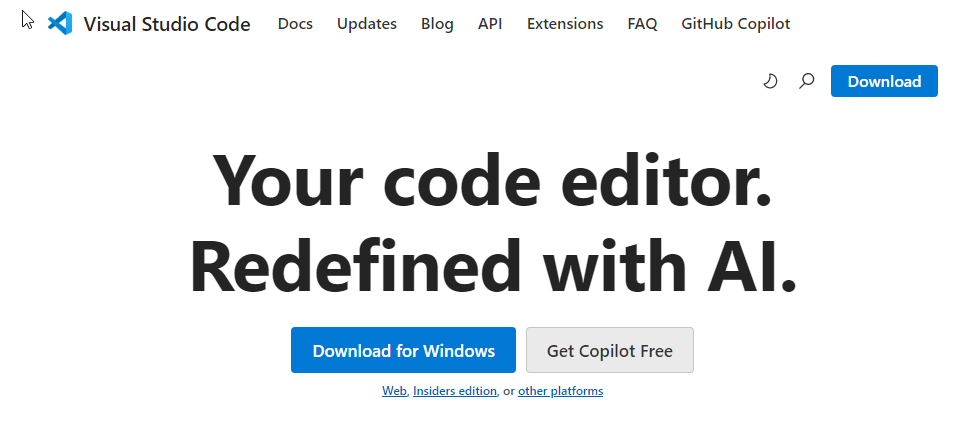 Visual Studio Code Docs Updates Blog API Extensions FAQ GitHub Copilot
Download
Your code editor.
Redefined with AI.
Download for Windows Get Copilot Free
Web, Insiders edition, or other platforms